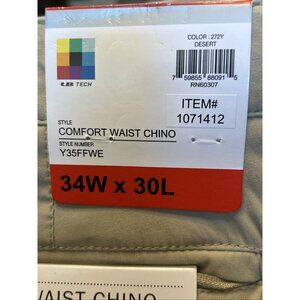 COLOR : 272Y
DESERT
7 59855 88091 5
RN60307
UB TECH
ITEM#
1071412
STYLE
COMFORT WAIST CHINO
STYLE NUMBER
Y35FFWE
34W x 30L
WAIST CHINO